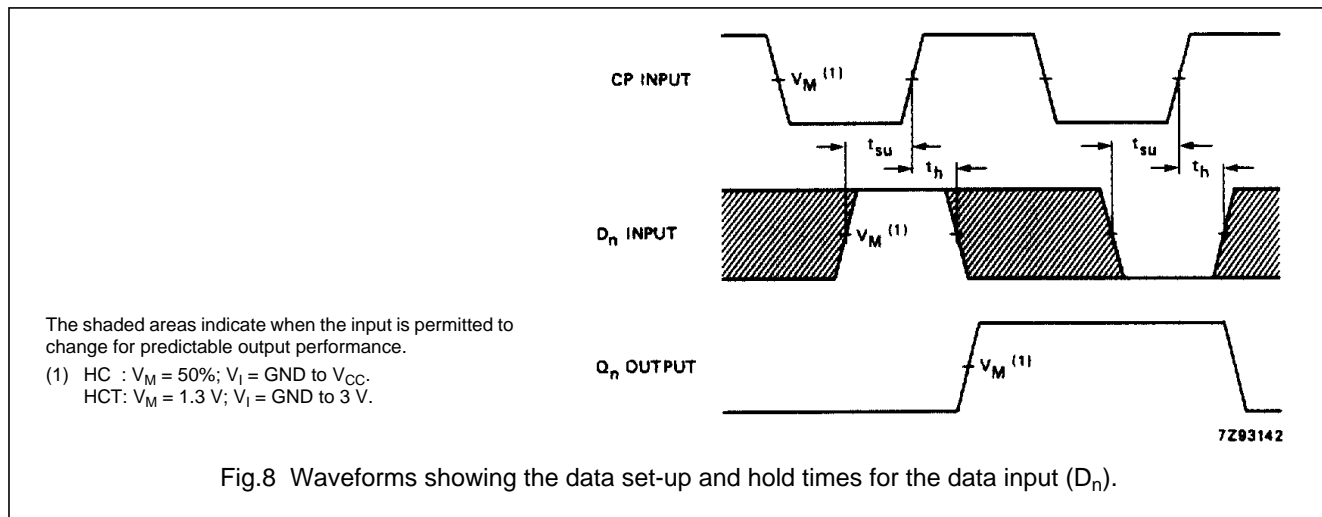 CP INPUT
V_M (1)
t_su
t_h
t_su
t_h
D_n INPUT
V_M (1)
The shaded areas indicate when the input is permitted to
change for predictable output performance.
(1) HC : V_M = 50%; V_I = GND to V_CC.
HCT: V_M = 1.3 V; V_I = GND to 3 V.
Q_n OUTPUT
V_M (1)
7Z93142
Fig.8 Waveforms showing the data set-up and hold times for the data input (D_n).